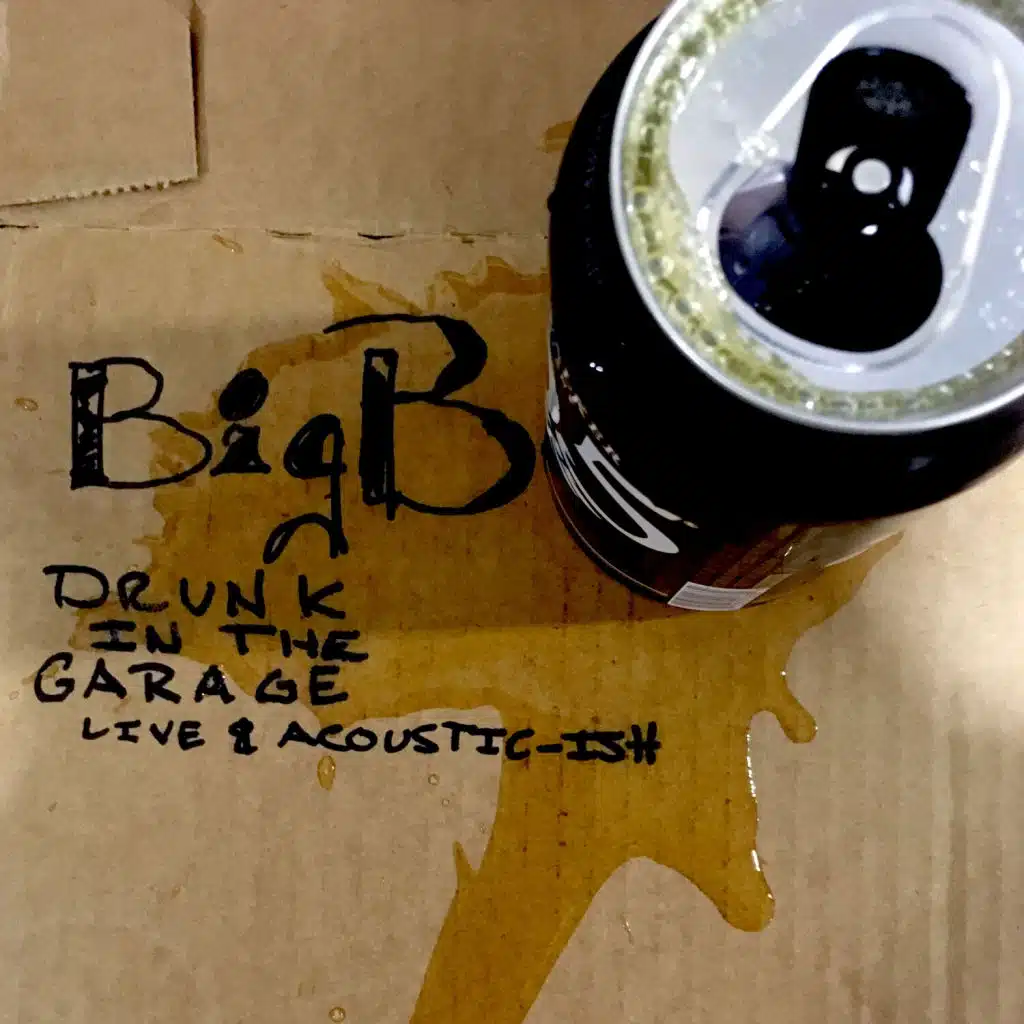 BigB
DRUNK
IN THE
GARAGE
LIVE & ACOUSTIC-ISH